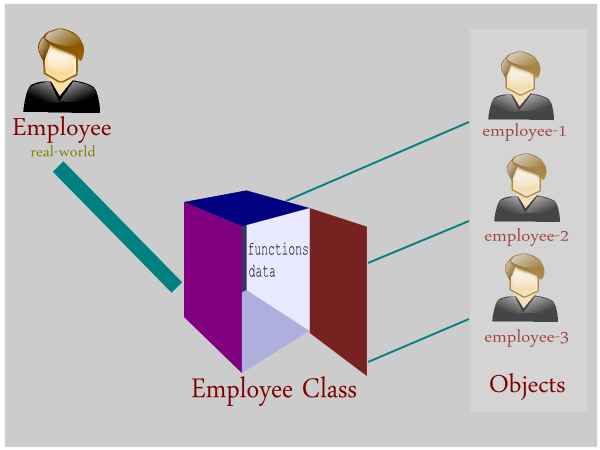 Employee
real-world
functions
data
Employee Class
employee-1
employee-2
employee-3
Objects